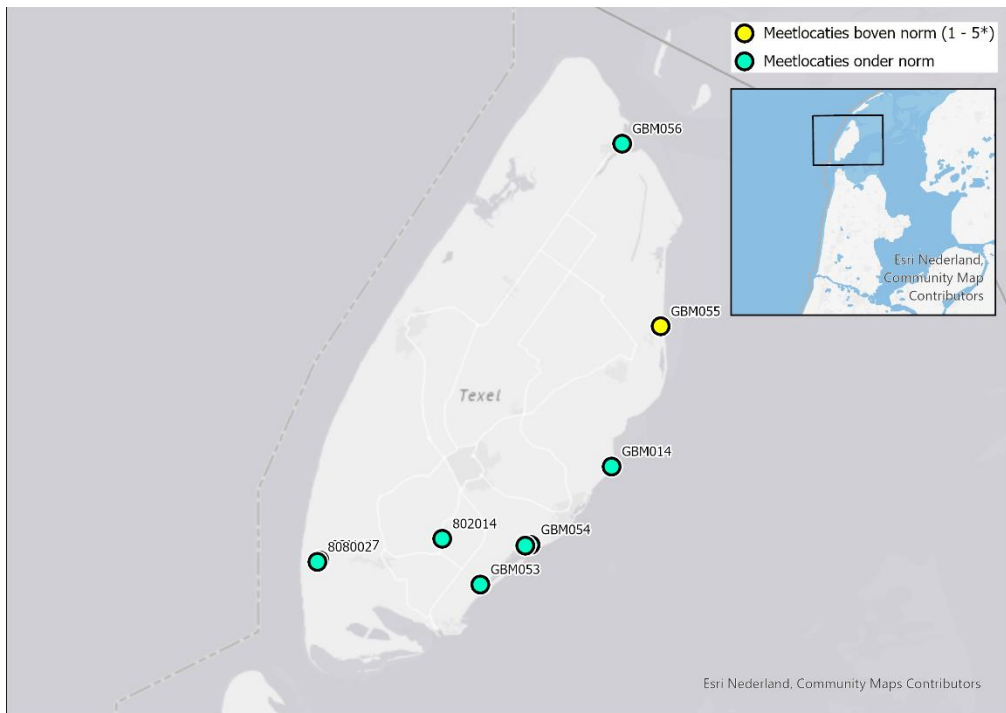 Meetlocaties boven norm (1 - 5*)
Meetlocaties onder norm
GBM056
Esri Nederland,
Community Map
Contributors
GBM055
Texel
GBM014
802014
GBM054
8080027
GBM053
Esri Nederland, Community Maps Contributors